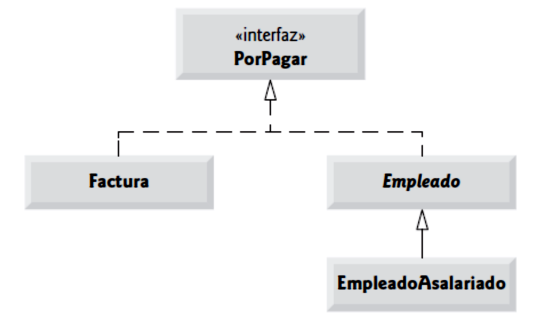 «interfaz»
PorPagar
Factura
Empleado
EmpleadoAsalariado